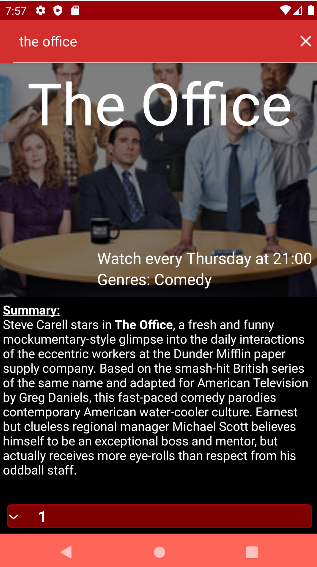 7:57
the office
The Office
Watch every Thursday at 21:00
Genres: Comedy
Summary:
Steve Carell stars in The Office, a fresh and funny
mockumentary-style glimpse into the daily interactions
of the eccentric workers at the Dunder Mifflin paper
supply company. Based on the smash-hit British series
of the same name and adapted for American Television
by Greg Daniels, this fast-paced comedy parodies
contemporary American water-cooler culture. Earnest
but clueless regional manager Michael Scott believes
himself to be an exceptional boss and mentor, but
actually receives more eye-rolls than respect from his
oddball staff.
1